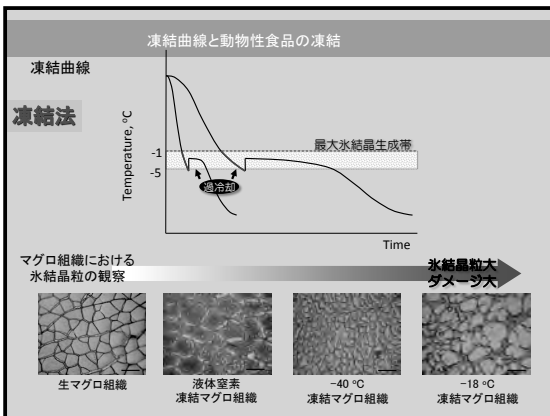 凍結曲線と動物性食品の凍結
凍結曲線
凍結法
Temperature, ºC
-1
-5
最大氷結晶生成帯
過冷却
Time
マグロ組織における
氷結晶粒の観察
氷結晶粒大
ダメージ大
生マグロ組織
液体窒素
凍結マグロ組織
-40 ºC
凍結マグロ組織
-18 ºC
凍結マグロ組織